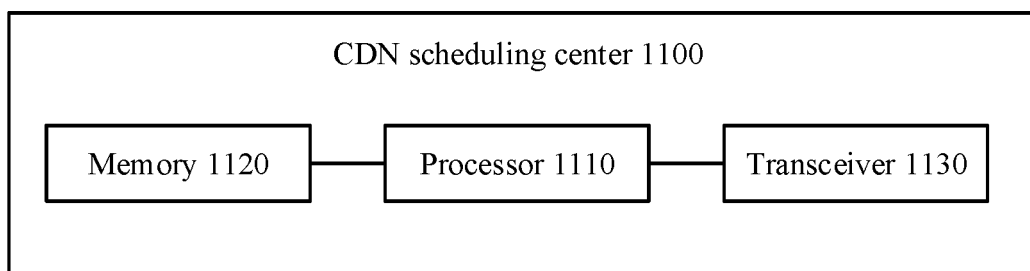 CDN scheduling center 1100
Memory 1120
Processor 1110
Transceiver 1130